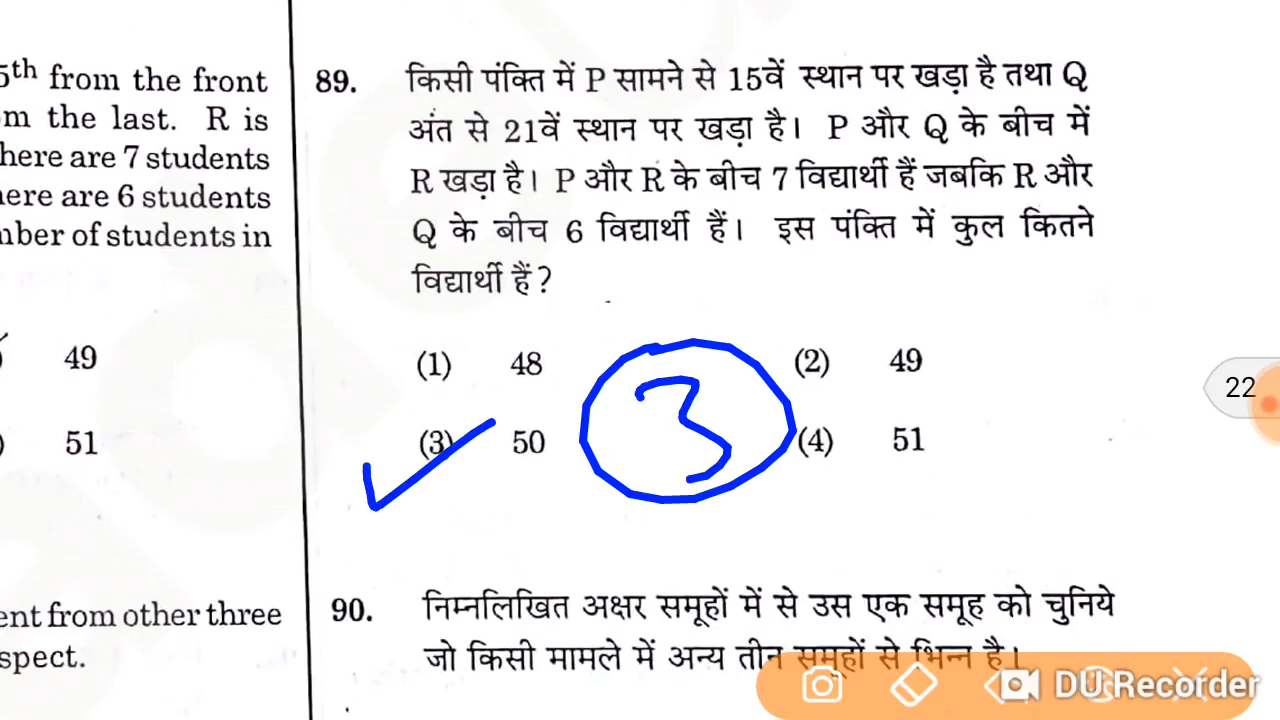 5th from the front
m the last. R is
here are 7 students
ere are 6 students
nber of students in
49
51
ent from other three
spect.
89. किसी पंक्ति में P सामने से 15वें स्थान पर खड़ा है तथा Q
अंत से 21वें स्थान पर खड़ा है। P और Q के बीच में
R खड़ा है। P और R के बीच 7 विद्यार्थी हैं जबकि R और
Q के बीच 6 विद्यार्थी हैं। इस पंक्ति में कुल कितने
विद्यार्थी हैं?
(1) 48 (2) 49
(3) 50 (4) 51
3
22
90. निम्नलिखित अक्षर समूहों में से उस एक समूह को चुनिये
जो किसी मामले में अन्य तीन समूहों से भिन्न है।
DU Recorder